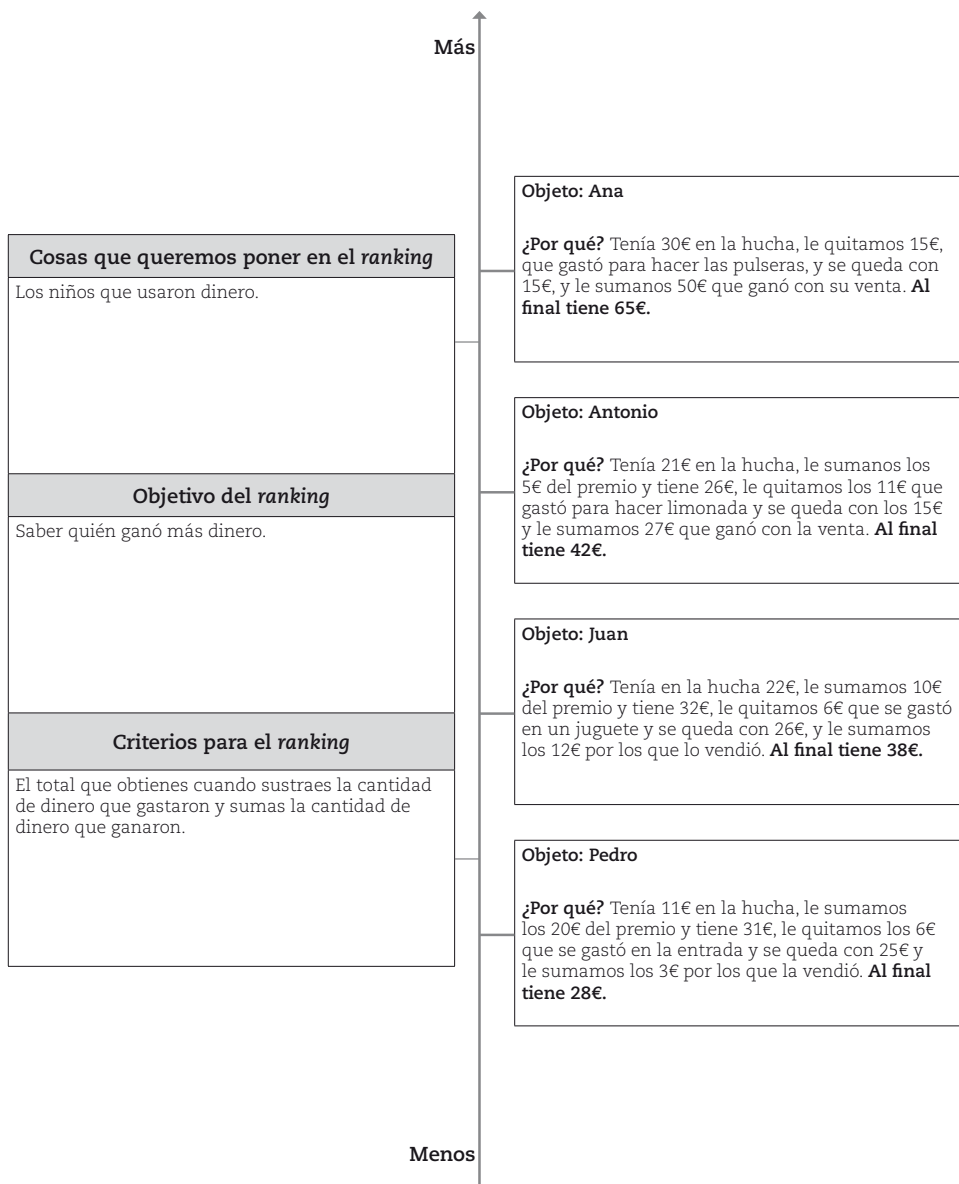 Más
Cosas que queremos poner en el ranking
Los niños que usaron dinero.
Objetivo del ranking
Saber quién ganó más dinero.
Criterios para el ranking
El total que obtienes cuando sustraes la cantidad
de dinero que gastaron y sumas la cantidad de
dinero que ganaron.
Objeto: Ana
¿Por qué? Tenía 30€ en la hucha, le quitamos 15€,
que gastó para hacer las pulseras, y se queda con
15€, y le sumanos 50€ que ganó con su venta. Al
final tiene 65€.
Objeto: Antonio
¿Por qué? Tenía 21€ en la hucha, le sumanos los
5€ del premio y tiene 26€, le quitamos los 11€ que
gastó para hacer limonada y se queda con los 15€
y le sumamos 27€ que ganó con la venta. Al final
tiene 42€.
Objeto: Juan
¿Por qué? Tenía en la hucha 22€, le sumamos 10€
del premio y tiene 32€, le quitamos 6€ que se gastó
en un juguete y se queda con 26€, y le sumamos
los 12€ por los que lo vendió. Al final tiene 38€.
Objeto: Pedro
¿Por qué? Tenía 11€ en la hucha, le sumamos
los 20€ del premio y tiene 31€, le quitamos los 6€
que se gastó en la entrada y se queda con 25€ y
le sumamos los 3€ por los que la vendió. Al final
tiene 28€.
Menos